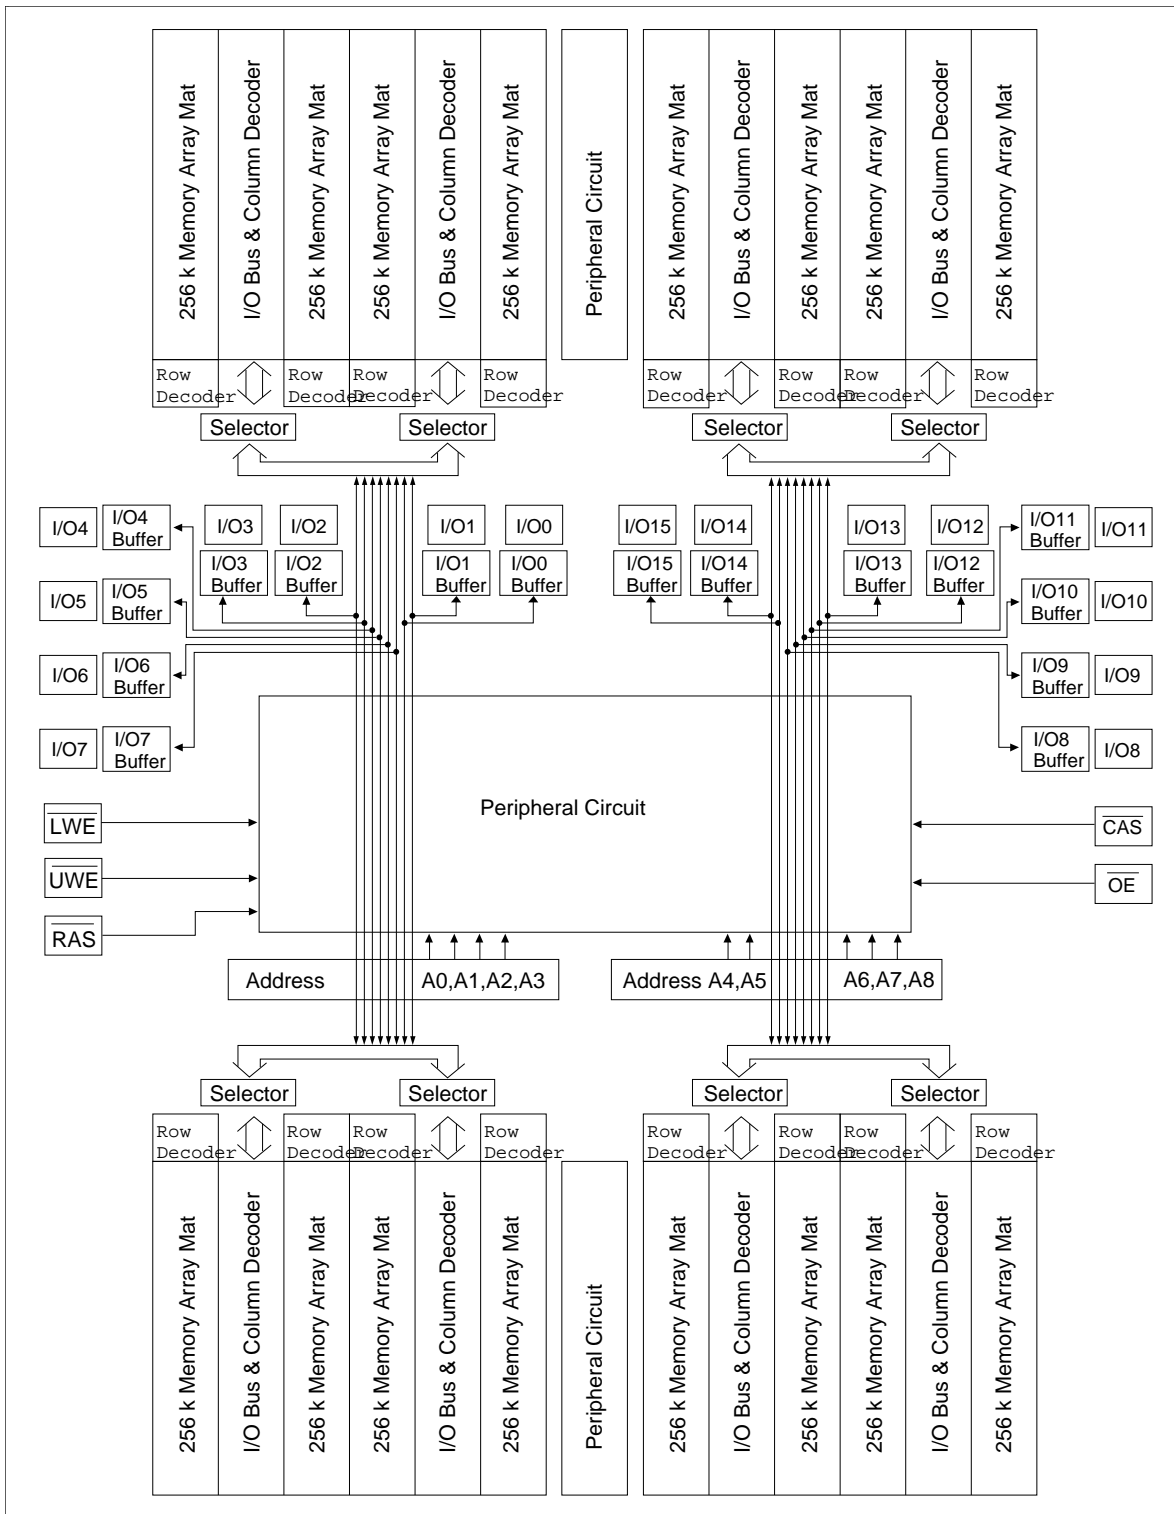 256 k Memory Array Mat
I/O Bus & Column Decoder
256 k Memory Array Mat
256 k Memory Array Mat
I/O Bus & Column Decoder
256 k Memory Array Mat
Peripheral Circuit
256 k Memory Array Mat
I/O Bus & Column Decoder
256 k Memory Array Mat
256 k Memory Array Mat
I/O Bus & Column Decoder
256 k Memory Array Mat
Row
Decoder
Row
Decoder
Row
Decoder
Row
Decoder
Row
Decoder
Row
Decoder
Row
Decoder
Row
Decoder
Selector
Selector
Selector
Selector
I/O4
I/O4
Buffer
I/O3
I/O2
I/O1
I/O0
I/O15
I/O14
I/O13
I/O12
I/O11
Buffer
I/O11
I/O3
Buffer
I/O2
Buffer
I/O1
Buffer
I/O0
Buffer
I/O15
Buffer
I/O14
Buffer
I/O13
Buffer
I/O12
Buffer
I/O5
I/O5
Buffer
I/O10
Buffer
I/O10
I/O6
I/O6
Buffer
I/O9
Buffer
I/O9
I/O7
I/O7
Buffer
I/O8
Buffer
I/O8
Peripheral Circuit
LWE
CAS
UWE
OE
RAS
Address A0,A1,A2,A3
Address A4,A5 A6,A7,A8
Selector
Selector
Selector
Selector
Row
Decoder
Row
Decoder
Row
Decoder
Row
Decoder
Row
Decoder
Row
Decoder
Row
Decoder
Row
Decoder
256 k Memory Array Mat
I/O Bus & Column Decoder
256 k Memory Array Mat
256 k Memory Array Mat
I/O Bus & Column Decoder
256 k Memory Array Mat
Peripheral Circuit
256 k Memory Array Mat
I/O Bus & Column Decoder
256 k Memory Array Mat
256 k Memory Array Mat
I/O Bus & Column Decoder
256 k Memory Array Mat